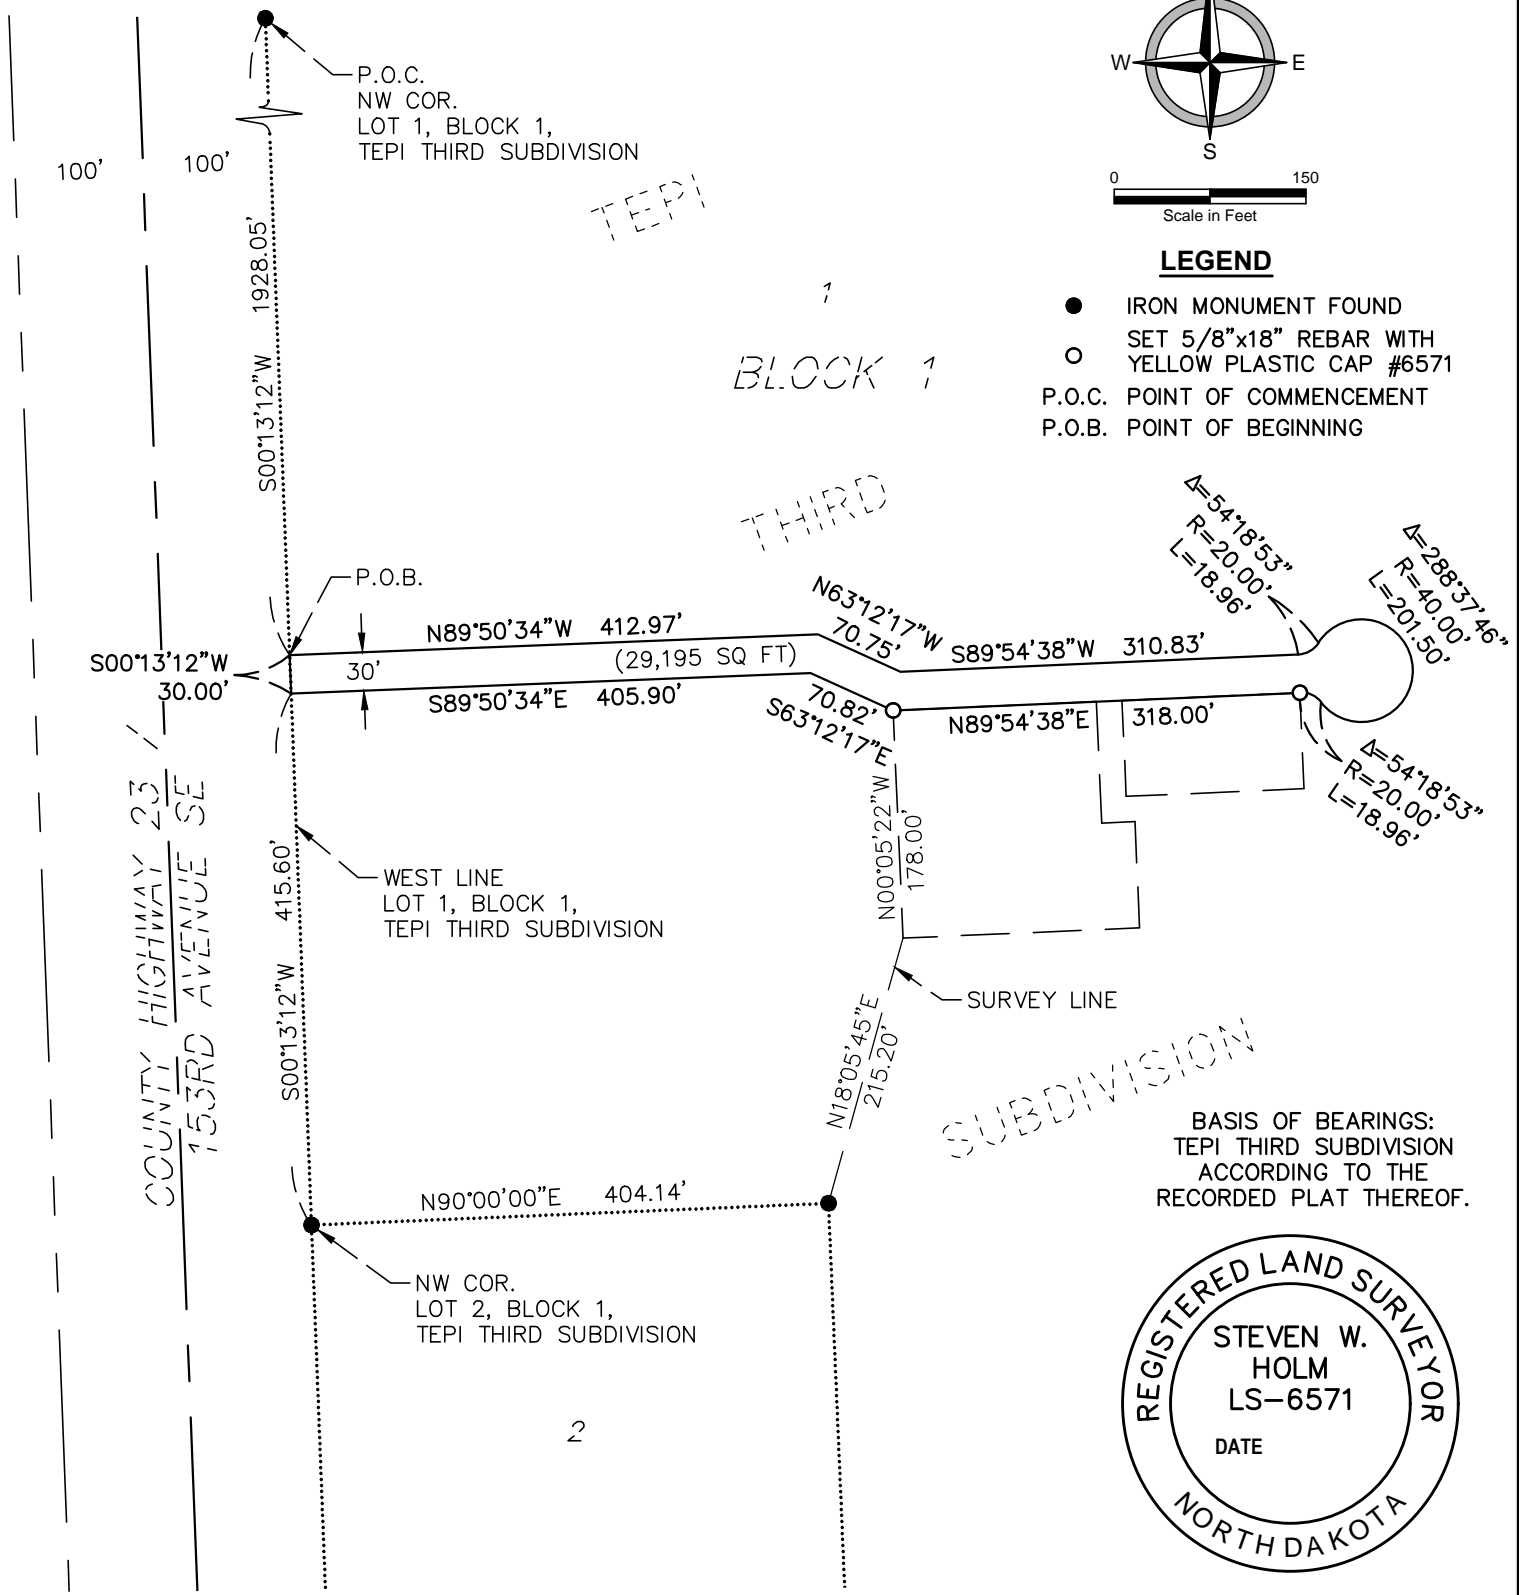 P.O.C.
NW COR.
LOT 1, BLOCK 1,
TEPI THIRD SUBDIVISION
100'
100'
W
E
S
0 150
Scale in Feet
LEGEND
IRON MONUMENT FOUND
SET 5/8"x18" REBAR WITH
YELLOW PLASTIC CAP #6571
P.O.C. POINT OF COMMENCEMENT
P.O.B. POINT OF BEGINNING
TEPI
1
BLOCK 1
THIRD
SUBDIVISION
S00°13'12"W 1928.05'
P.O.B.
S00°13'12"W
30.00'
30'
N89°50'34"W 412.97'
(29,195 SQ FT)
S89°50'34"E 405.90'
N63°12'17"W
70.75'
70.82'
S63°12'17"E
S89°54'38"W 310.83'
N89°54'38"E 318.00'
Δ=54°18'53"
R=20.00'
L=18.96'
Δ=288°37'46"
R=40.00'
L=201.50'
Δ=54°18'53"
R=20.00'
L=18.96'
COUNTY HIGHWAY 23 /
153RD AVENUE SE
S00°13'12"W 415.60'
WEST LINE
LOT 1, BLOCK 1,
TEPI THIRD SUBDIVISION
N00°05'22"W
178.00'
SURVEY LINE
N18°05'45"E
215.20'
N90°00'00"E 404.14'
NW COR.
LOT 2, BLOCK 1,
TEPI THIRD SUBDIVISION
2
BASIS OF BEARINGS:
TEPI THIRD SUBDIVISION
ACCORDING TO THE
RECORDED PLAT THEREOF.
REGISTERED LAND SURVEYOR
STEVEN W.
HOLM
LS-6571
DATE
NORTH DAKOTA